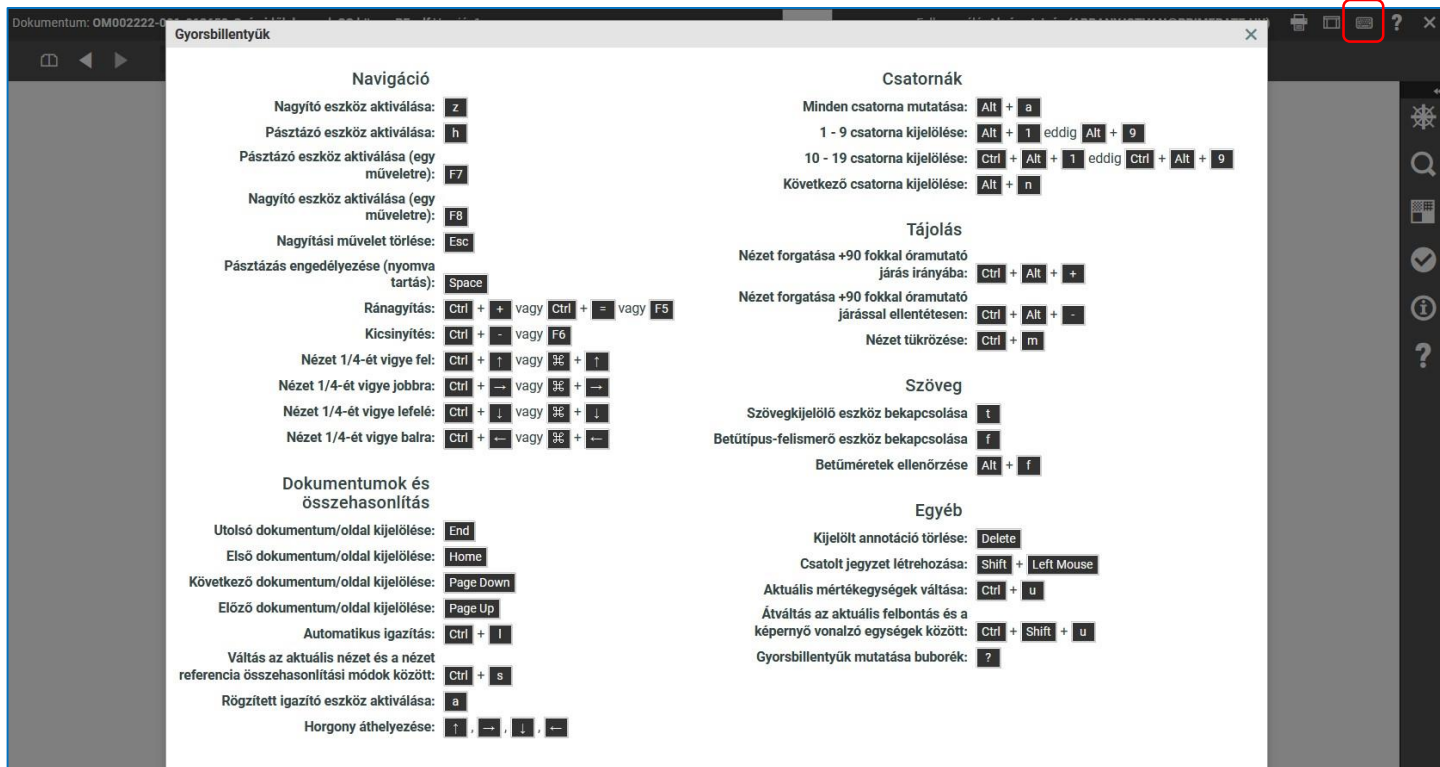 Dokumentum: OM002222-0
Gyorsbillentyűk
Navigáció
Nagyító eszköz aktiválása: z
Pásztázó eszköz aktiválása: h
Pásztázó eszköz aktiválása (egy
műveletre): F7
Nagyító eszköz aktiválása (egy
műveletre): F8
Nagyítási művelet törlése: Esc
Pásztázás engedélyezése (nyomva
tartás): Space
Ránagyítás: Ctrl + + vagy Ctrl + = vagy F5
Kicsinyítés: Ctrl + - vagy F6
Nézet 1/4-ét vigye fel: Ctrl + ↑ vagy ⌘ + ↑
Nézet 1/4-ét vigye jobbra: Ctrl + → vagy ⌘ + →
Nézet 1/4-ét vigye lefelé: Ctrl + ↓ vagy ⌘ + ↓
Nézet 1/4-ét vigye balra: Ctrl + ← vagy ⌘ + ←
Dokumentumok és
összehasonlítás
Utolsó dokumentum/oldal kijelölése: End
Első dokumentum/oldal kijelölése: Home
Következő dokumentum/oldal kijelölése: Page Down
Előző dokumentum/oldal kijelölése: Page Up
Automatikus igazítás: Ctrl + l
Váltás az aktuális nézet és a nézet
referencia összehasonlítási módok között: Ctrl + s
Rögzített igazító eszköz aktiválása: a
Horgony áthelyezése: ↑ , → , ↓ , ←
Csatornák
Minden csatorna mutatása: Alt + a
1 - 9 csatorna kijelölése: Alt + 1 eddig Alt + 9
10 - 19 csatorna kijelölése: Ctrl + Alt + 1 eddig Ctrl + Alt + 9
Következő csatorna kijelölése: Alt + n
Tájolás
Nézet forgatása +90 fokkal óramutató
járás irányába: Ctrl + Alt + +
Nézet forgatása +90 fokkal óramutató
járással ellentétesen: Ctrl + Alt + -
Nézet tükrözése: Ctrl + m
Szöveg
Szövegkijelölő eszköz bekapcsolása t
Betűtípus-felismerő eszköz bekapcsolása f
Betűméretek ellenőrzése Alt + f
Egyéb
Kijelölt annotáció törlése: Delete
Csatolt jegyzet létrehozása: Shift + Left Mouse
Aktuális mértékegységek váltása: Ctrl + u
Átváltás az aktuális felbontás és a
képernyő vonalzó egységek között: Ctrl + Shift + u
Gyorsbillentyűk mutatása buborék: ?